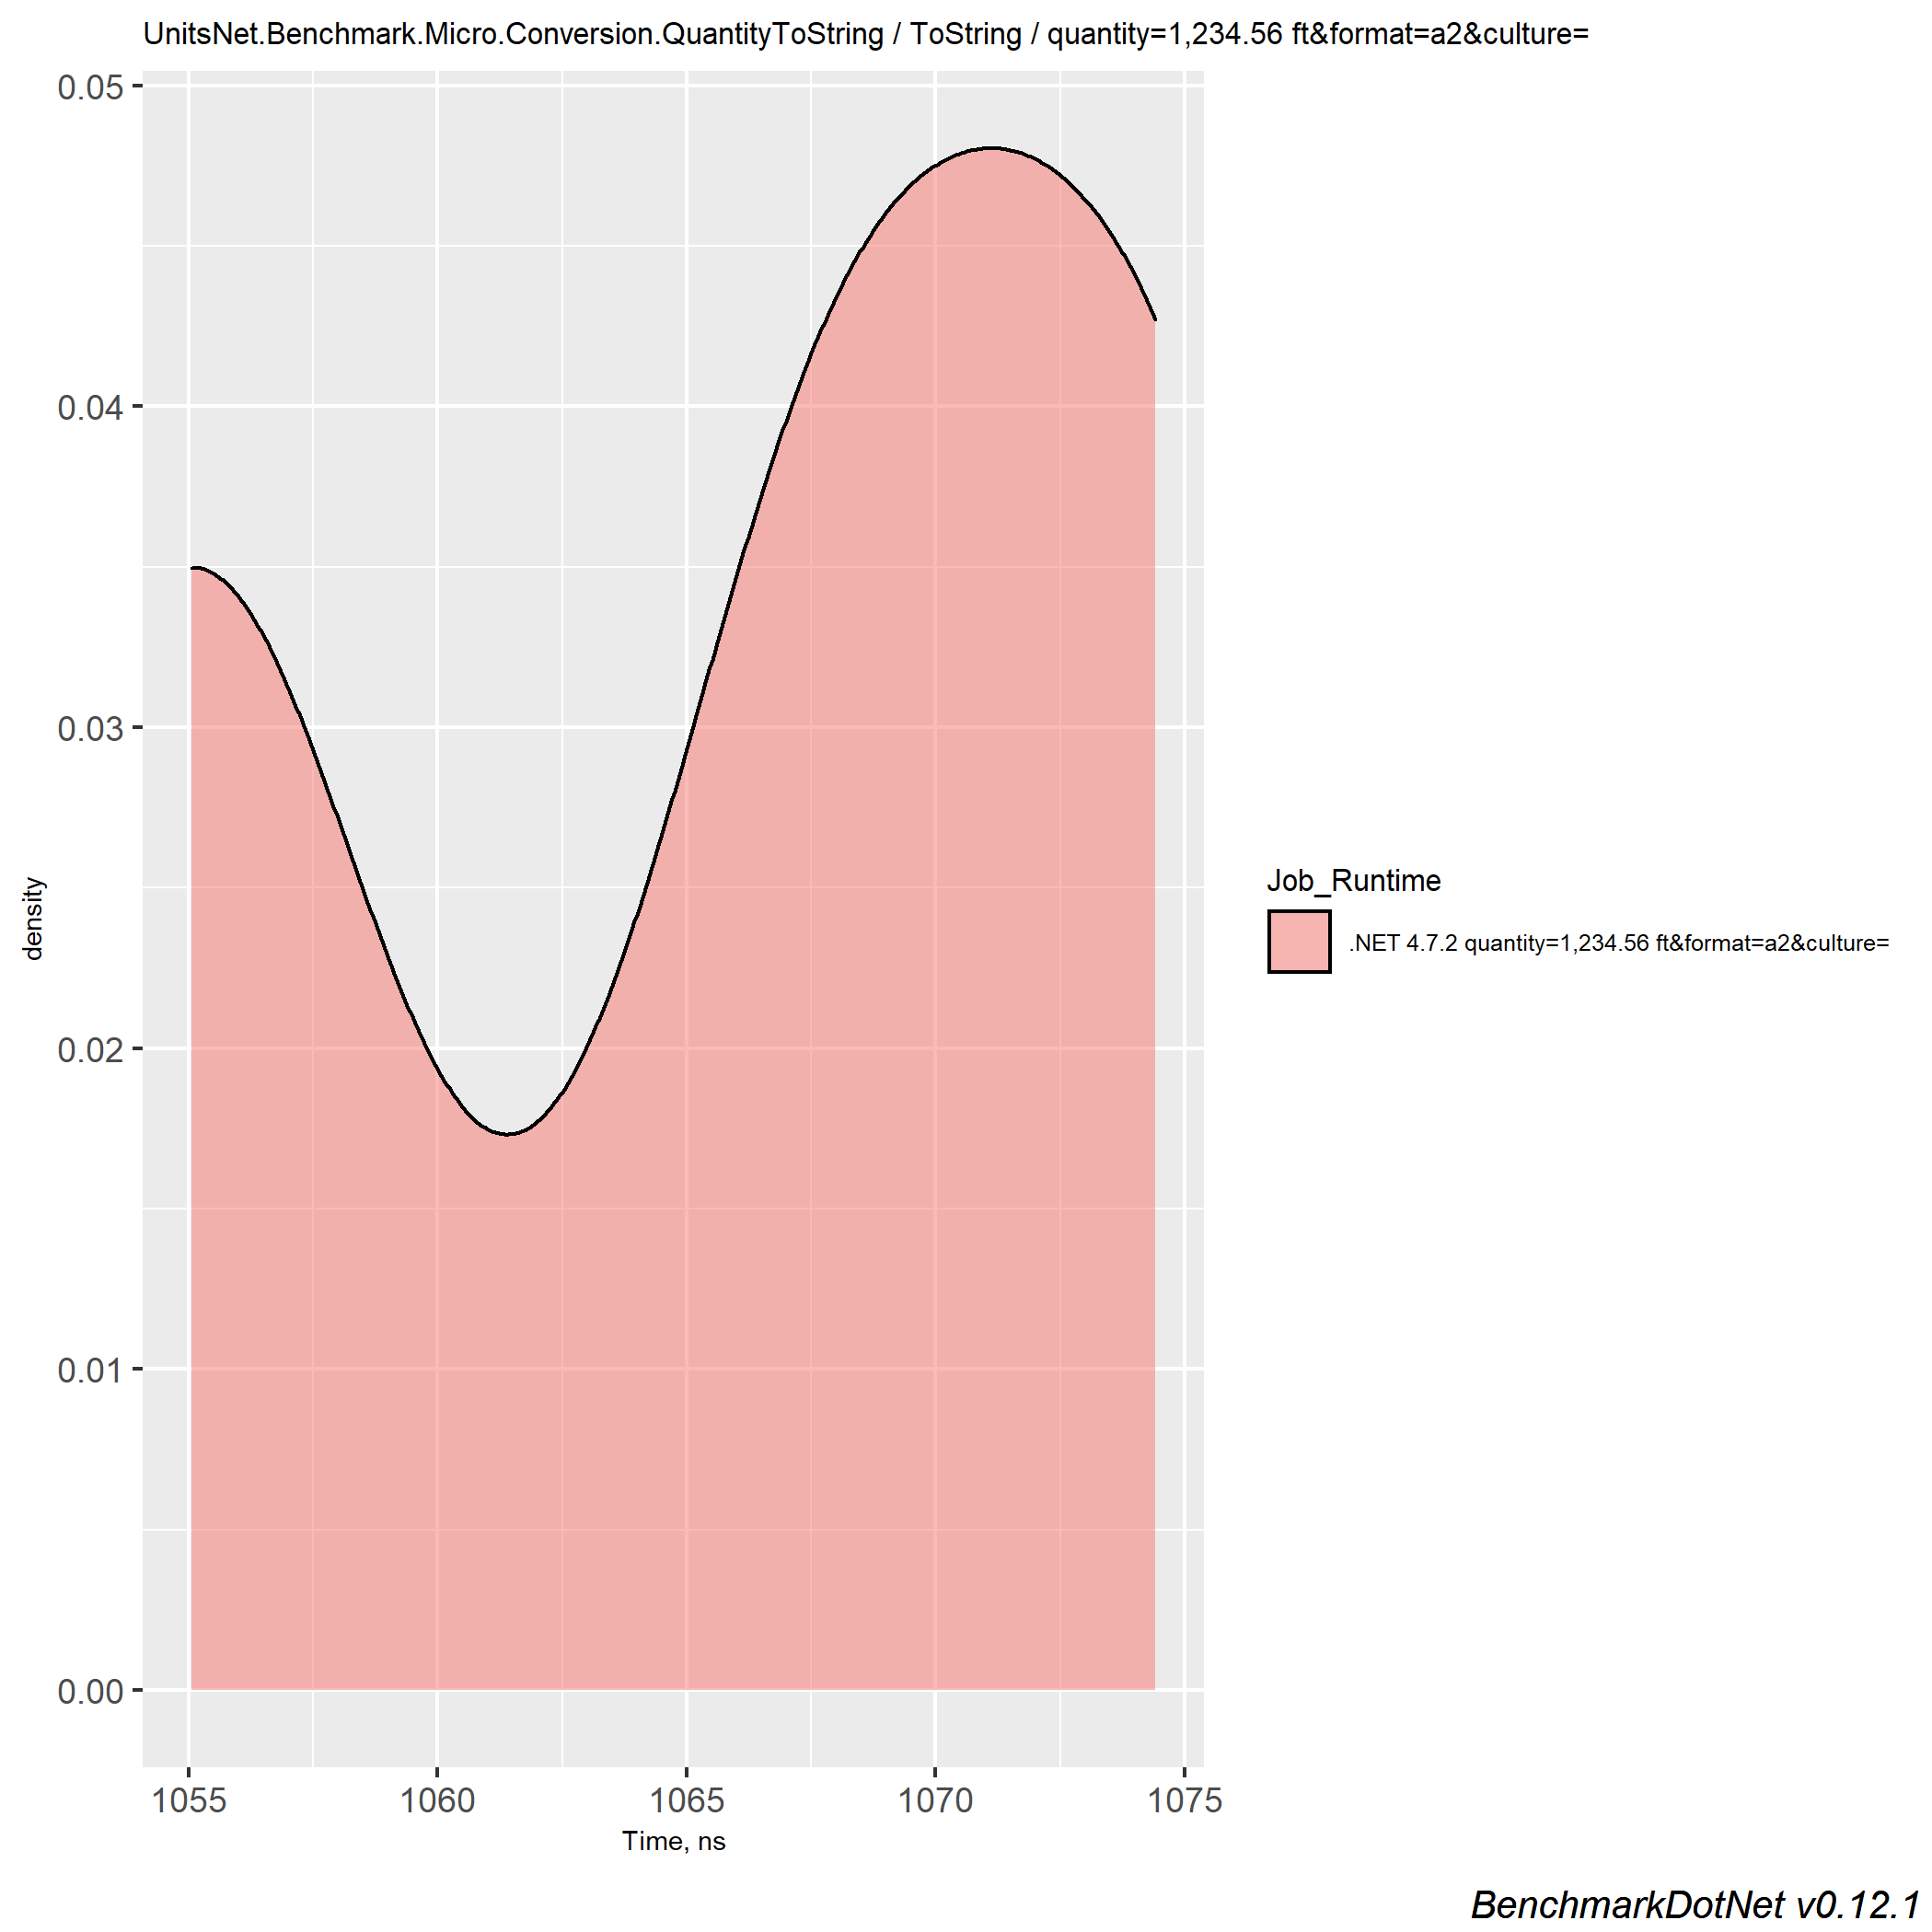 UnitsNet.Benchmark.Micro.Conversion.QuantityToString / ToString / quantity=1,234.56 ft&format=a2&culture=
0.05
0.04
0.03
0.02
0.01
0.00
density
1055 1060 1065 1070 1075
Time, ns
Job_Runtime
.NET 4.7.2 quantity=1,234.56 ft&format=a2&culture=
BenchmarkDotNet v0.12.1